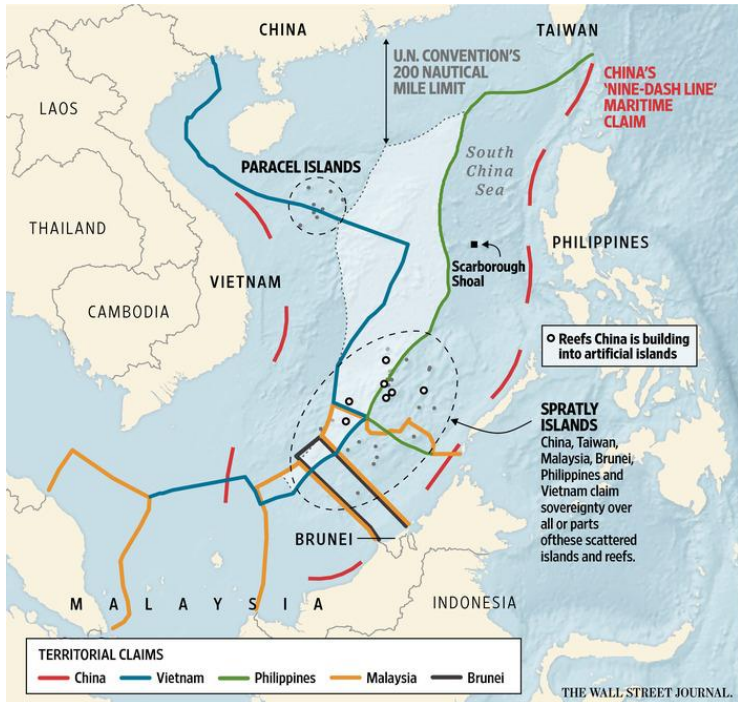 CHINA
TAIWAN
U.N. CONVENTION'S
200 NAUTICAL
MILE LIMIT
CHINA'S
'NINE-DASH LINE'
MARITIME
CLAIM
LAOS
PARACEL ISLANDS
South
China
Sea
THAILAND
PHILIPPINES
Scarborough
Shoal
VIETNAM
CAMBODIA
Reefs China is building
into artificial islands
SPRATLY
ISLANDS
China, Taiwan,
Malaysia, Brunei,
Philippines and
Vietnam claim
sovereignty over
all or parts
ofthese scattered
islands and reefs.
BRUNEI
MALAYSIA
INDONESIA
TERRITORIAL CLAIMS
China Vietnam Philippines Malaysia Brunei
THE WALL STREET JOURNAL.